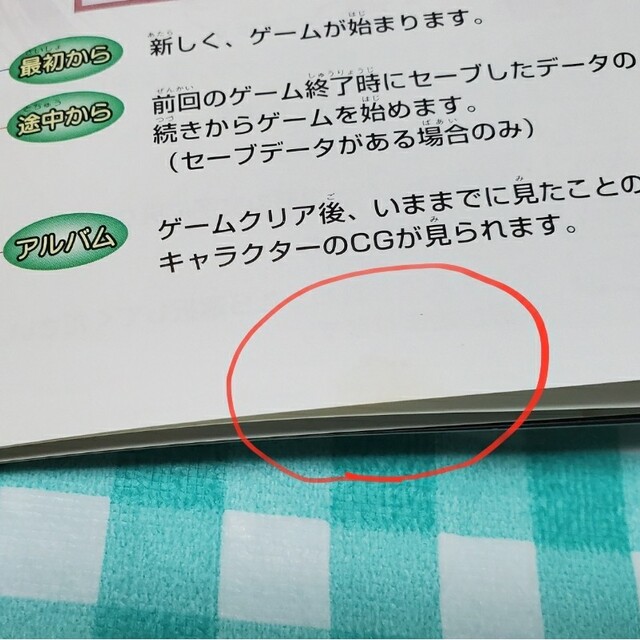 最初から
新しく、ゲームが始まります。
途中から
前回のゲーム終了時にセーブしたデータの
続きからゲームを始めます。
(セーブデータがある場合のみ)
アルバム
ゲームクリア後、いままでに見たことの
キャラクターのCGが見られます。